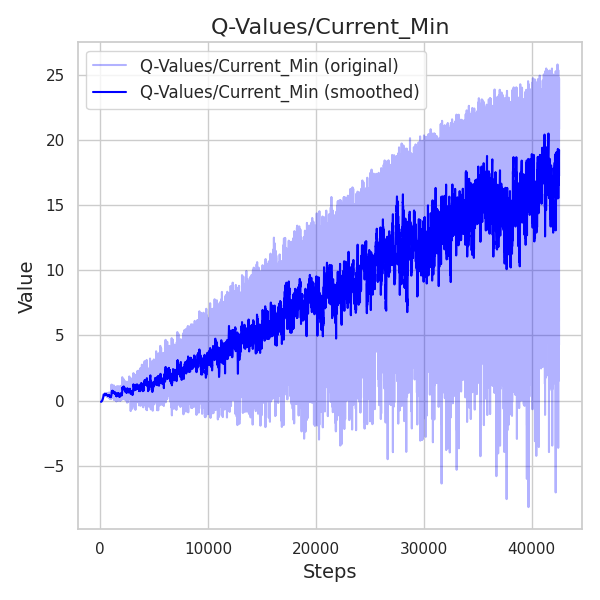 Q-Values/Current_Min
Q-Values/Current_Min (original)
Q-Values/Current_Min (smoothed)
25
20
15
10
5
0
−5
Value
0
10000
20000
30000
40000
Steps